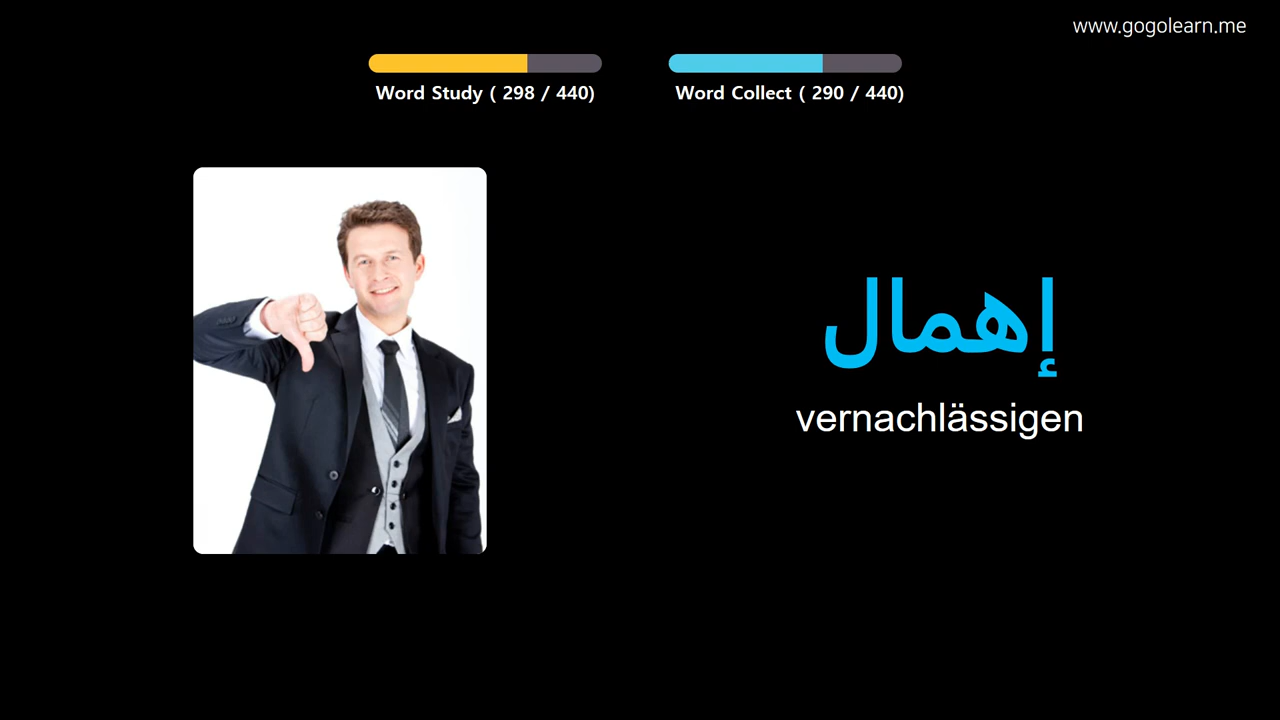 www.gogolearn.me
Word Study ( 298 / 440)
Word Collect ( 290 / 440)
إهمال
vernachlässigen